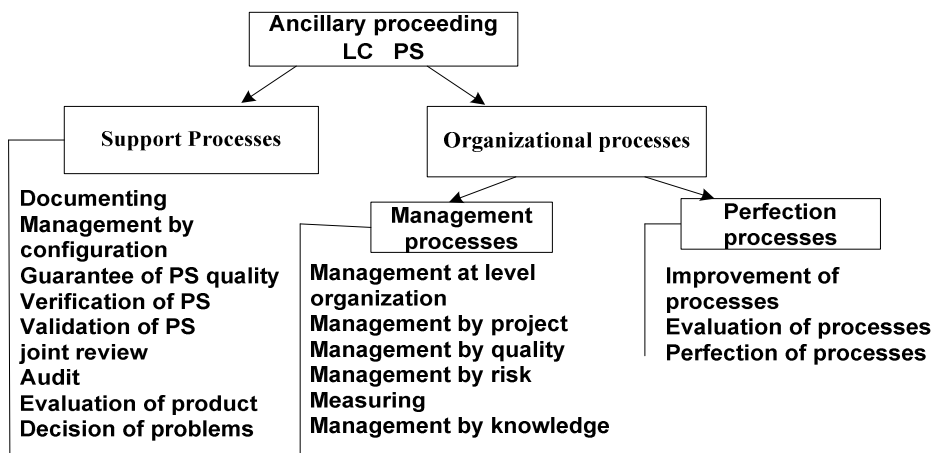 Ancillary proceeding
LC PS
Support Processes
Organizational processes
Documenting
Management by
configuration
Guarantee of PS quality
Verification of PS
Validation of PS
joint review
Audit
Evaluation of product
Decision of problems
Management
processes
Management at level
organization
Management by project
Management by quality
Management by risk
Measuring
Management by knowledge
Perfection
processes
Improvement of
processes
Evaluation of processes
Perfection of processes